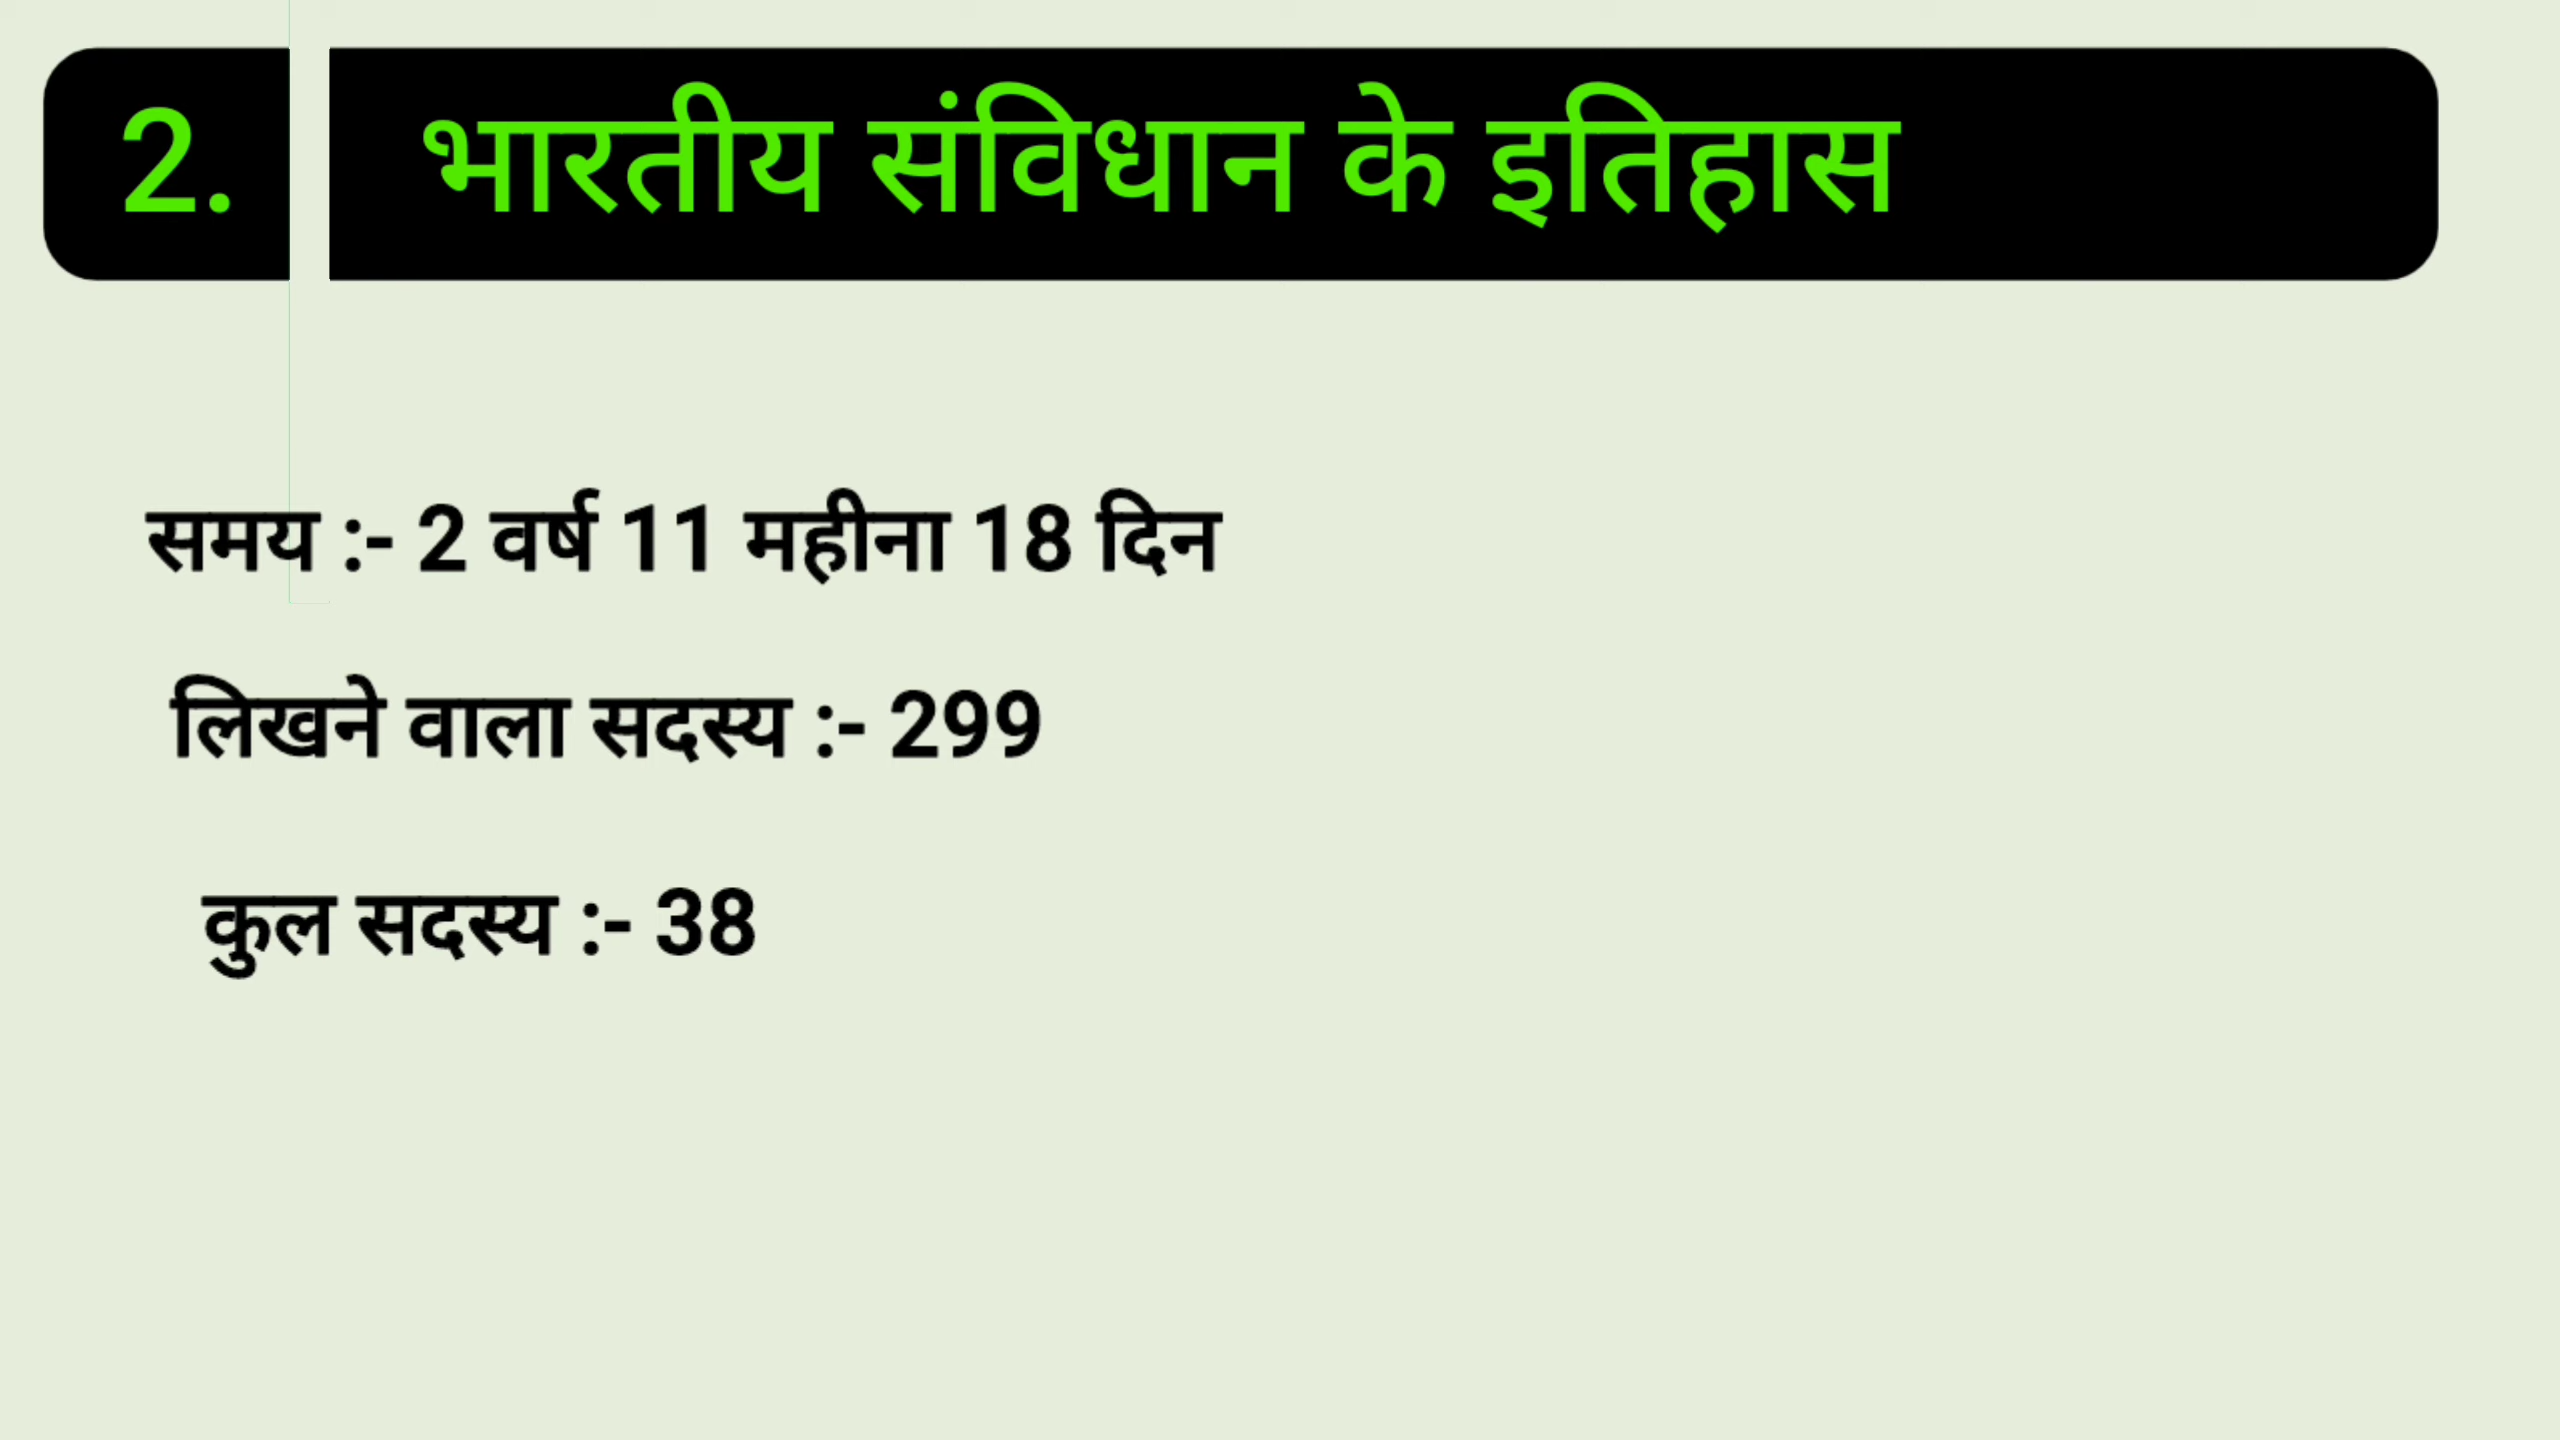 2. भारतीय संविधान के इतिहास
समय :- 2 वर्ष 11 महीना 18 दिन
लिखने वाला सदस्य :- 299
कुल सदस्य :- 38